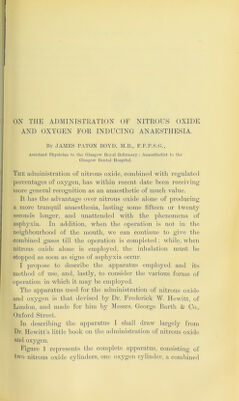 ON THE ADMINISTRATION OF NITROUS OXIDE
AND OXYGEN FOR INDUCING ANAESTHESIA.
By JAMES PATON BOYD, M.B., F.F.P.S.G.,
Assistant Physician to the Glasgow Royal Infirmary; Anaesthetist to the
Glasgow Dental Hospital.
THE administration of nitrous oxide, combined with regulated
percentages of oxygen, has within recent date been receiving
more general recognition as an anaesthetic of much value.
It has the advantage over nitrous oxide alone of producing
a more tranquil anaesthesia, lasting some fifteen or twenty
seconds longer, and unattended with the phenomena of
asphyxia. In addition, when the operation is not in the
neighbourhood of the mouth, we can continue to give the
combined gases till the operation is completed; while, when
nitrous oxide alone is employed, the inhalation must be
stopped as soon as signs of asphyxia occur.
I propose to describe the apparatus employed and its
method of use, and, lastly, to consider the various forms of
operation in which it may be employed.
The apparatus used for the administration of nitrous oxide
and oxygen is that devised by Dr. Frederick W. Hewitt, of
London, and made for him by Messrs. George Barth & Co.,
Oxford Street.
In describing the apparatus I shall draw largely from
Dr. Hewitt's little book on the administration of nitrous oxide
and oxygen.
Figure 1 represents the complete apparatus, consisting of
two nitrous oxide cylinders, one oxygen cylinder, a combined